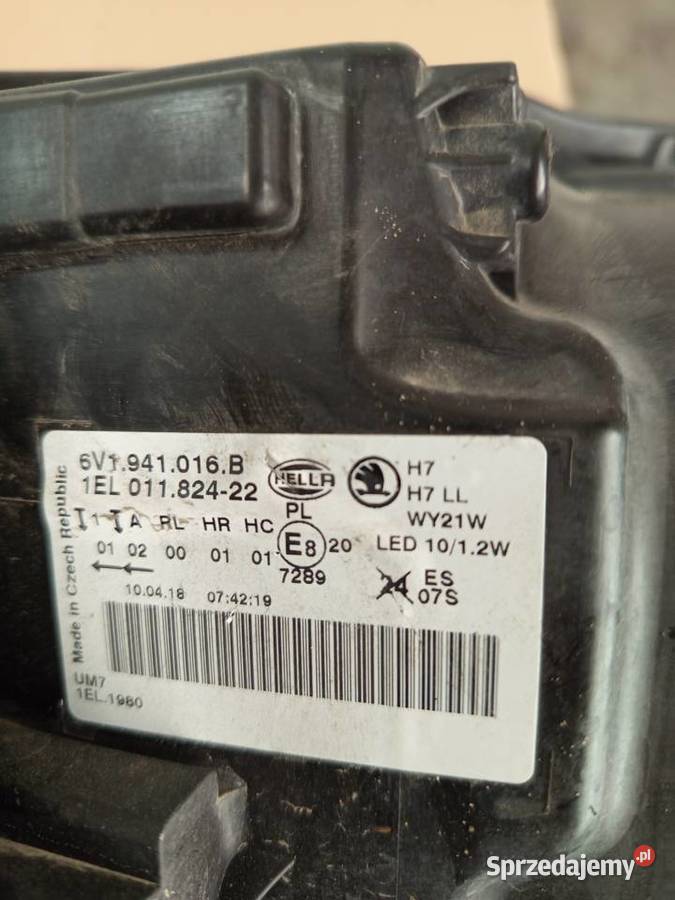 6V1.941.016.B
1EL 011.824-22
HELLA
PL
H7
H7 LL
WY21W
LED 10/1.2W
1 A RL HR HC
01 02 00 01 01
E8
20
7289
24 ES
07S
10.04.18 07:42:19
Made in Czech Republic
UM7
1EL.1980
Sprzedajemy.pl